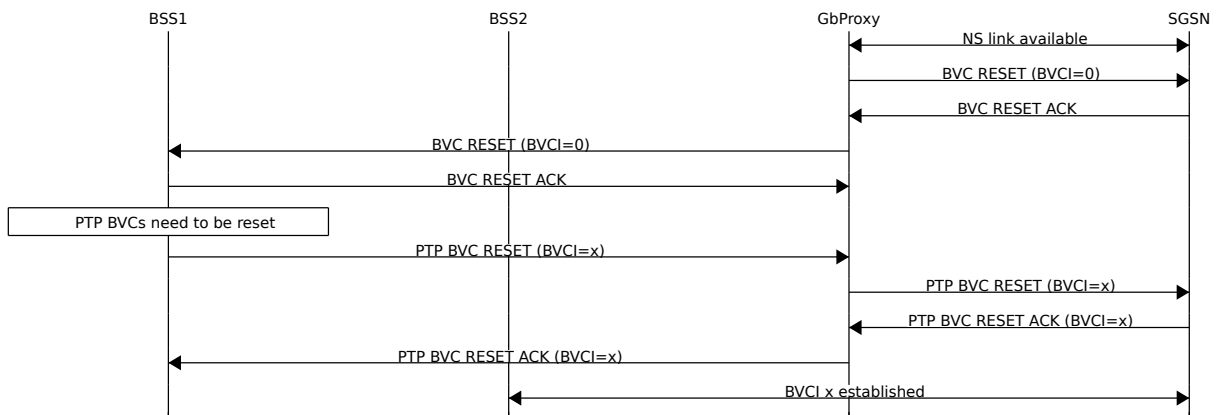 BSS1 BSS2 GbProxy SGSN
NS link available
BVC RESET (BVCI=0)
BVC RESET ACK
BVC RESET (BVCI=0)
BVC RESET ACK
PTP BVCs need to be reset
PTP BVC RESET (BVCI=x)
PTP BVC RESET (BVCI=x)
PTP BVC RESET ACK (BVCI=x)
PTP BVC RESET ACK (BVCI=x)
BVCI x established